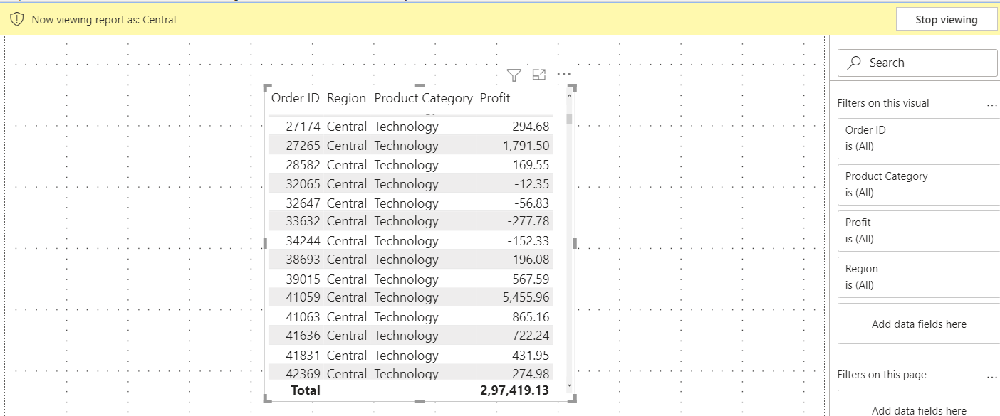 Now viewing report as: Central
Stop viewing
Search
Order ID Region Product Category Profit
27174 Central Technology -294.68
27265 Central Technology -1,791.50
28582 Central Technology 169.55
32065 Central Technology -12.35
32647 Central Technology -56.83
33632 Central Technology -277.78
34244 Central Technology -152.33
38693 Central Technology 196.08
39015 Central Technology 567.59
41059 Central Technology 5,455.96
41063 Central Technology 865.16
41636 Central Technology 722.24
41831 Central Technology 431.95
42369 Central Technology 274.98
Total 2,97,419.13
Filters on this visual
Order ID
is (All)
Product Category
is (All)
Profit
is (All)
Region
is (All)
Add data fields here
Filters on this page
Add data fields here